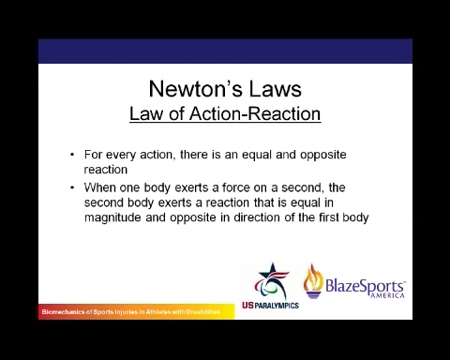 Newton's Laws
Law of Action-Reaction
• For every action, there is an equal and opposite
reaction
• When one body exerts a force on a second, the
second body exerts a reaction that is equal in
magnitude and opposite in direction of the first body
US PARALYMPICS
BlazeSports™
AMERICA
Biomechanics of Sports Injuries in Athletes with Disabilities